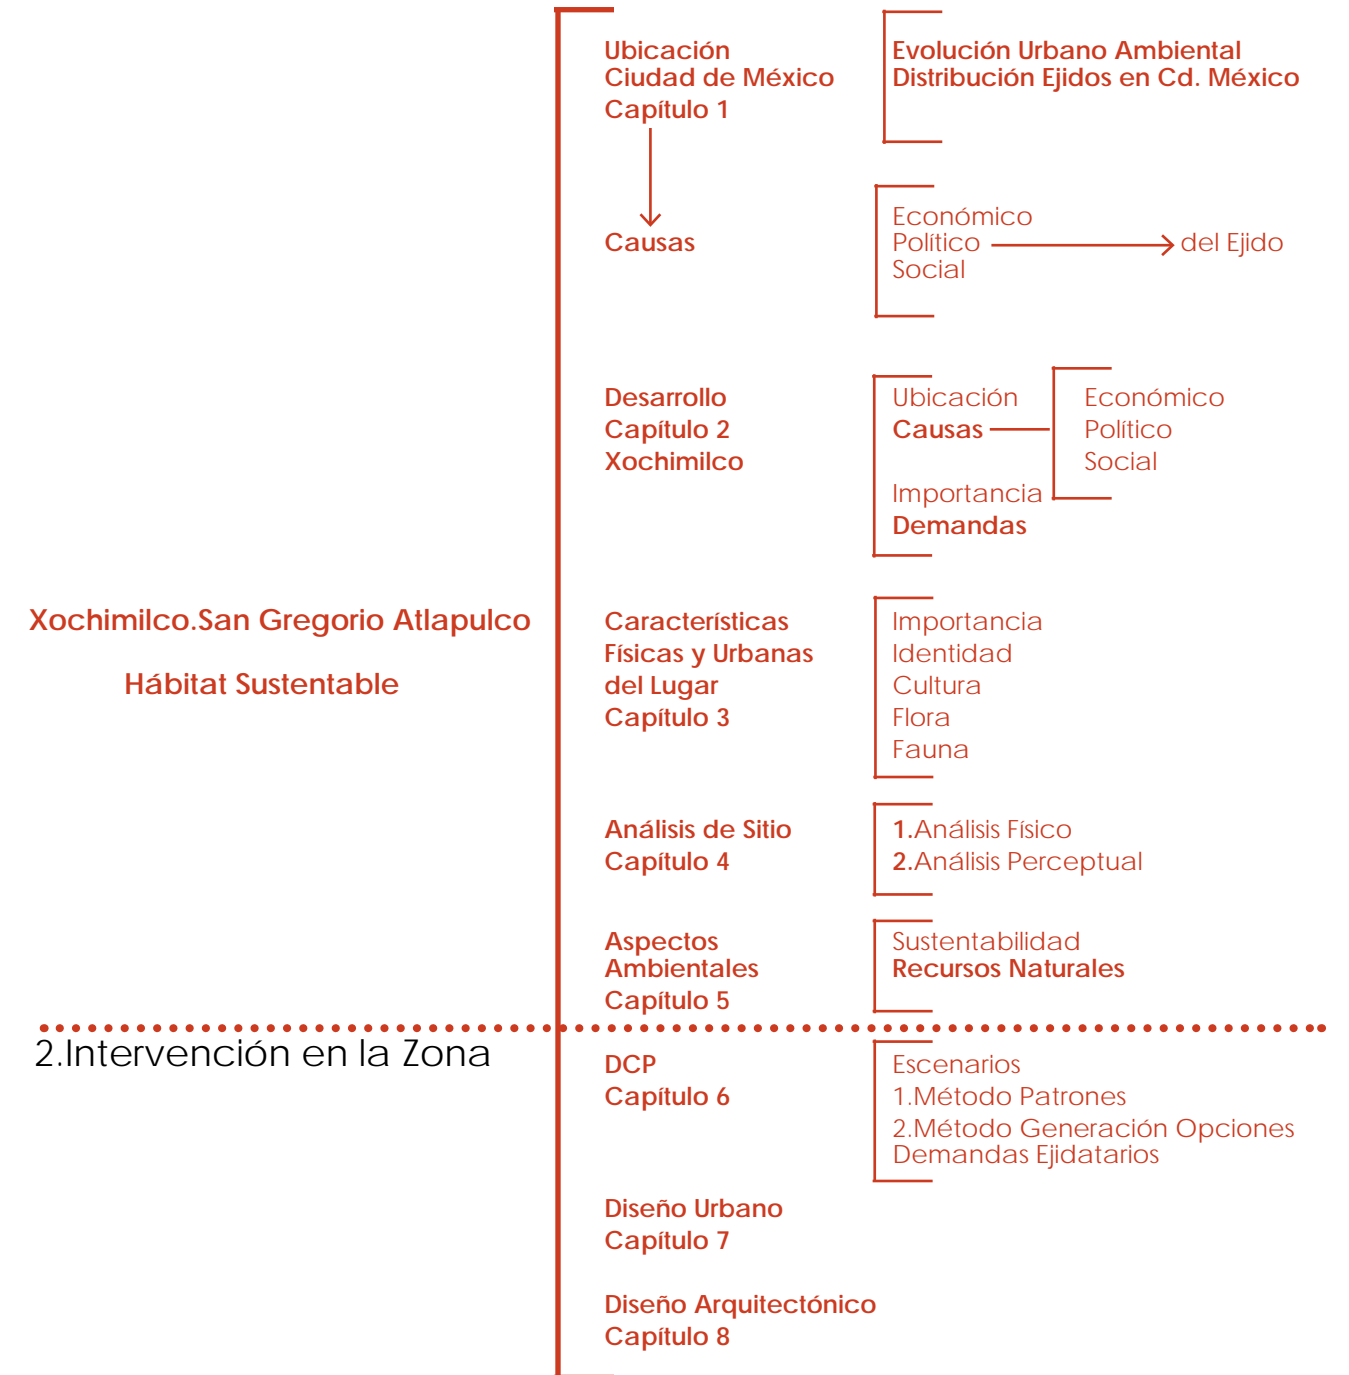 Ubicación
Ciudad de México
Capítulo 1
Evolución Urbano Ambiental
Distribución Ejidos en Cd. México
Causas
Económico
Político
Social
del Ejido
Desarrollo
Capítulo 2
Xochimilco
Ubicación
Causas
Importancia
Demandas
Económico
Político
Social
Xochimilco.San Gregorio Atlapulco
Hábitat Sustentable
Características
Físicas y Urbanas
del Lugar
Capítulo 3
Importancia
Identidad
Cultura
Flora
Fauna
Análisis de Sitio
Capítulo 4
1.Análisis Físico
2.Análisis Perceptual
Aspectos
Ambientales
Capítulo 5
Sustentabilidad
Recursos Naturales
2.Intervención en la Zona
DCP
Capítulo 6
Escenarios
1.Método Patrones
2.Método Generación Opciones
Demandas Ejidatarios
Diseño Urbano
Capítulo 7
Diseño Arquitectónico
Capítulo 8